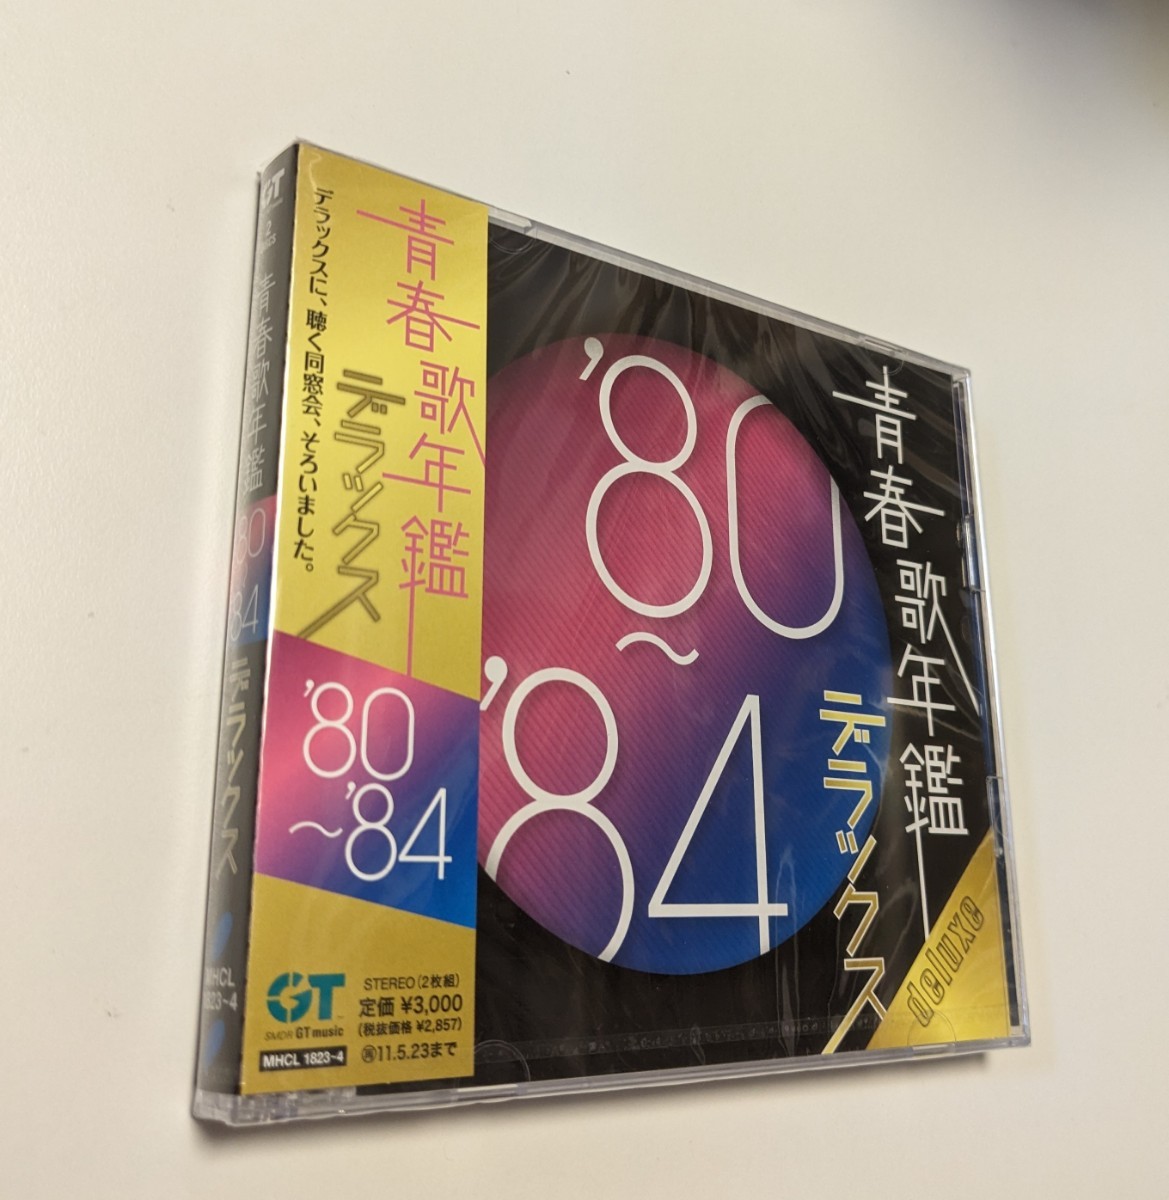 GT
2
青春歌年鑑
'80
'84
デラックス
MHCL
1823~4
デラックスに、聴く同窓会、そろいました。
青春歌年鑑
デラックス
'80
~'84
GT
SMDR GT music
MHCL 1823~4
STEREO(2枚組)
定価 ¥3,000
(税抜価格 ¥2,857)
11.5.23まで
'80
~
'84
青春歌年鑑
デラックス
deluxe